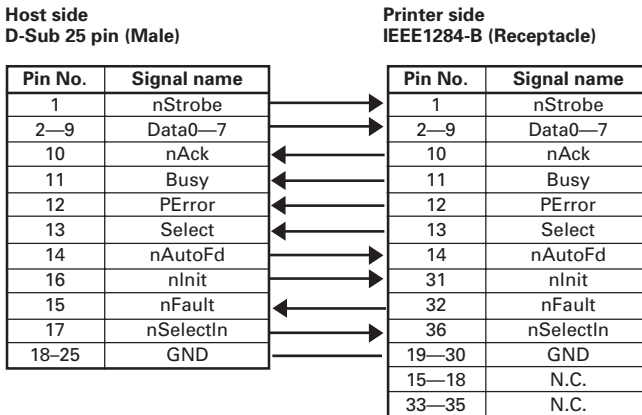 Host side
D-Sub 25 pin (Male)
Pin No. Signal name
1 nStrobe
2—9 Data0—7
10 nAck
11 Busy
12 PError
13 Select
14 nAutoFd
16 nInit
15 nFault
17 nSelectIn
18–25 GND
Printer side
IEEE1284-B (Receptacle)
Pin No. Signal name
1 nStrobe
2—9 Data0—7
10 nAck
11 Busy
12 PError
13 Select
14 nAutoFd
31 nInit
32 nFault
36 nSelectIn
19—30 GND
15—18 N.C.
33—35 N.C.